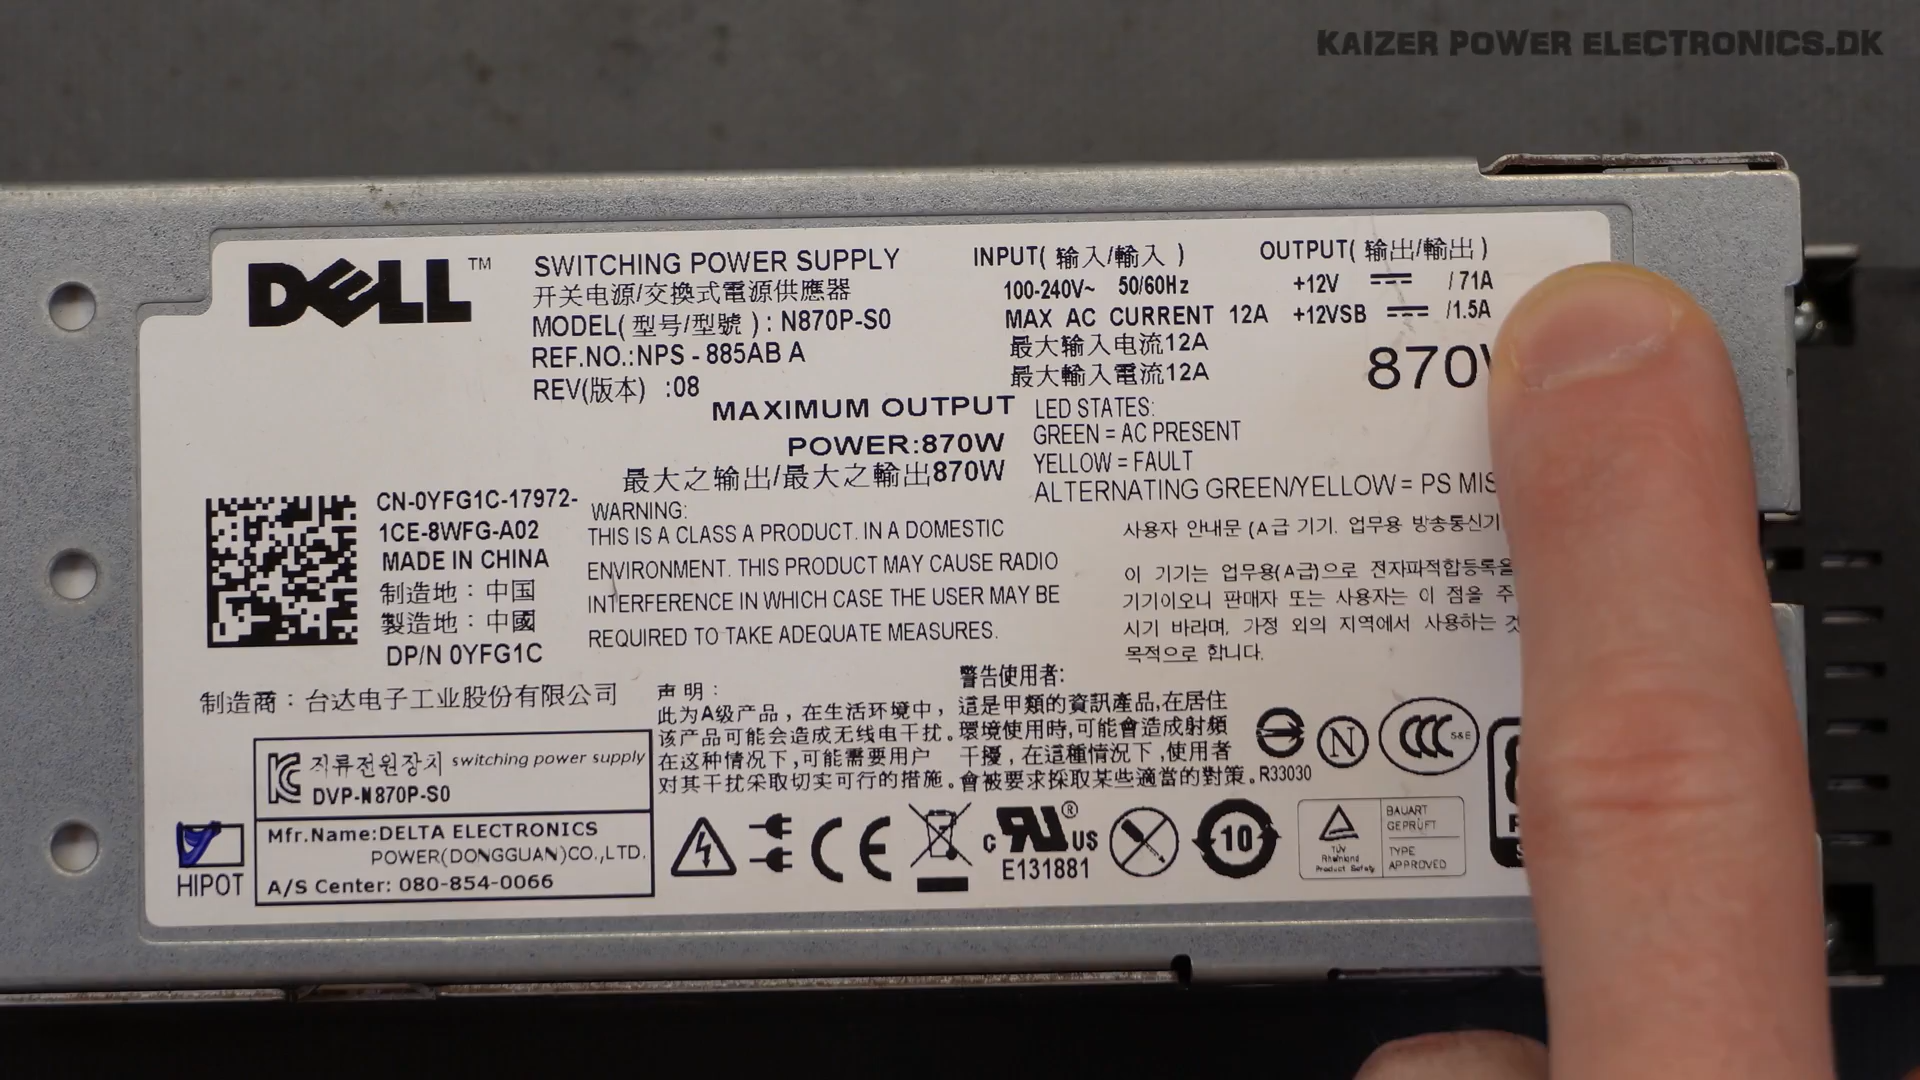 KAIZER POWER ELECTRONICS.DK
DELL™
SWITCHING POWER SUPPLY
开关电源/交換式電源供應器
MODEL(型号/型號): N870P-S0
REF.NO.:NPS - 885AB A
REV(版本) :08
MAXIMUM OUTPUT
POWER:870W
最大之输出/最大之輸出870W
INPUT(输入/輸入)
100-240V~ 50/60Hz
MAX AC CURRENT 12A
最大输入电流12A
最大輸入電流12A
OUTPUT(输出/輸出)
+12V ⎓ /71A
+12VSB ⎓ /1.5A
870
LED STATES:
GREEN = AC PRESENT
YELLOW = FAULT
ALTERNATING GREEN/YELLOW = PS
CN-0YFG1C-17972-
1CE-8WFG-A02
MADE IN CHINA
制造地：中国
製造地：中國
DP/N 0YFG1C
WARNING:
THIS IS A CLASS A PRODUCT. IN A DOMESTIC
ENVIRONMENT. THIS PRODUCT MAY CAUSE RADIO
INTERFERENCE IN WHICH CASE THE USER MAY BE
REQUIRED TO TAKE ADEQUATE MEASURES.
사용자 안내문 (A급 기기. 업무용 방송통신기
이 기기는 업무용(A급)으로 전자파적합등록을
기기이오니 판매자 또는 사용자는 이 점을 주
시기 바라며, 가정 외의 지역에서 사용하는 것
목적으로 합니다.
制造商：台达电子工业股份有限公司
声明：
此为A级产品，在生活环境中，
该产品可能会造成无线电干扰。
在这种情况下,可能需要用户
对其干扰采取切实可行的措施。
警告使用者:
這是甲類的資訊產品,在居住
環境使用時,可能會造成射頻
干擾，在這種情況下,使用者
會被要求採取某些適當的對策。
R33030
N
CCC S&E
직류전원장치 switching power supply
DVP-N870P-S0
Mfr.Name:DELTA ELECTRONICS
POWER(DONGGUAN)CO.,LTD.
A/S Center: 080-854-0066
HIPOT
CE
c UR® US
E131881
10
TÜV
Rheinland
Product Safety
BAUART
GEPRÜFT
TYPE
APPROVED